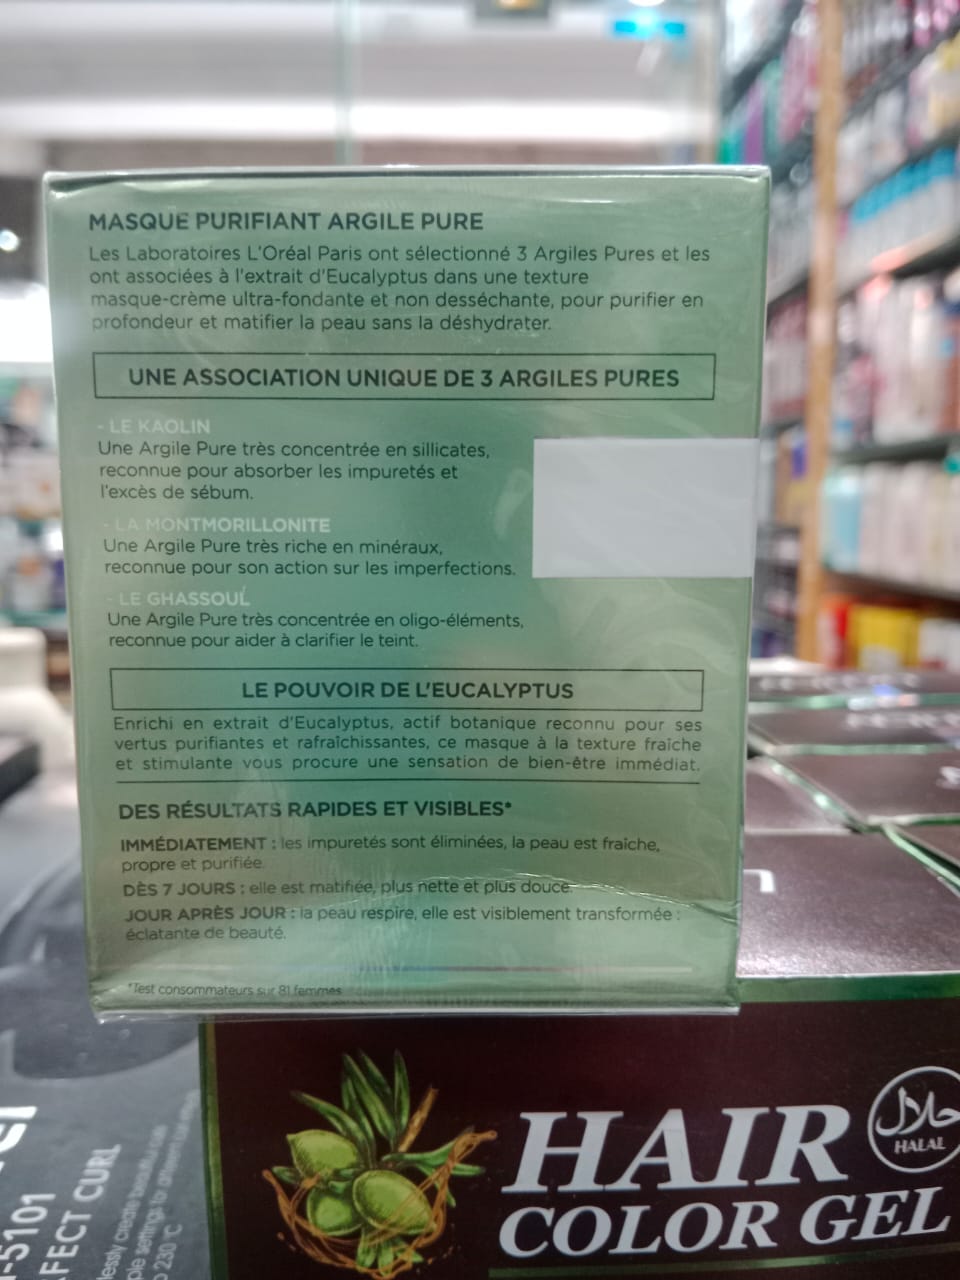 MASQUE PURIFIANT ARGILE PURE
Les Laboratoires L'Oréal Paris ont sélectionné 3 Argiles Pures et les
ont associées à l'extrait d'Eucalyptus dans une texture
masque-crème ultra-fondante et non desséchante, pour purifier en
profondeur et matifier la peau sans la déshydrater.
UNE ASSOCIATION UNIQUE DE 3 ARGILES PURES
- LE KAOLIN
Une Argile Pure très concentrée en sillicates,
reconnue pour absorber les impuretés et
l'excès de sébum.
- LA MONTMORILLONITE
Une Argile Pure très riche en minéraux,
reconnue pour son action sur les imperfections.
- LE GHASSOUL
Une Argile Pure très concentrée en oligo-éléments,
reconnue pour aider à clarifier le teint.
LE POUVOIR DE L'EUCALYPTUS
Enrichi en extrait d'Eucalyptus, actif botanique reconnu pour ses
vertus purifiantes et rafraîchissantes, ce masque à la texture fraîche
et stimulante vous procure une sensation de bien-être immédiat.
DES RÉSULTATS RAPIDES ET VISIBLES*
IMMÉDIATEMENT : les impuretés sont éliminées, la peau est fraîche,
propre et purifiée.
DÈS 7 JOURS : elle est matifiée, plus nette et plus douce.
JOUR APRÈS JOUR : la peau respire, elle est visiblement transformée :
éclatante de beauté.
*Test consommateurs sur 81 femmes
حلال
HALAL
HAIR
COLOR GEL
-5101
FECT CURL
230 °C